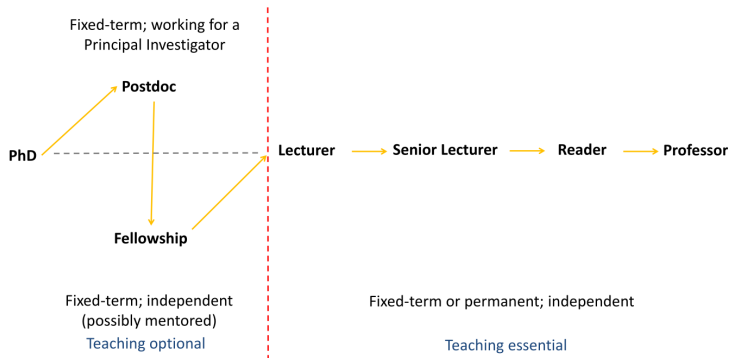 Fixed-term; working for a
Principal Investigator
Postdoc
PhD
Lecturer
Senior Lecturer
Reader
Professor
Fellowship
Fixed-term; independent
(possibly mentored)
Teaching optional
Fixed-term or permanent; independent
Teaching essential